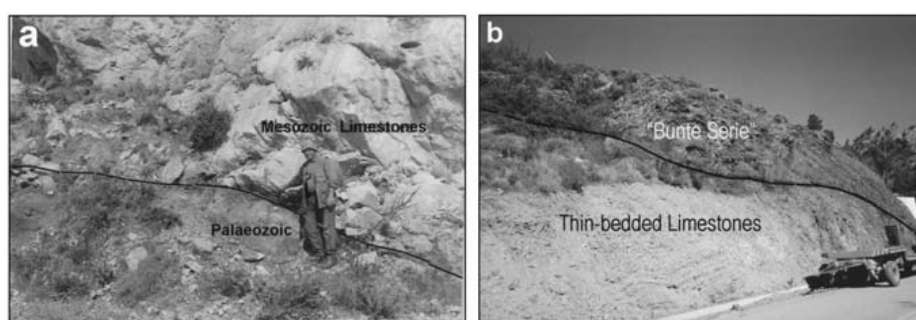 a
Mesozoic Limestones
Palaeozoic
b
"Bunte Serie"
Thin-bedded Limestones